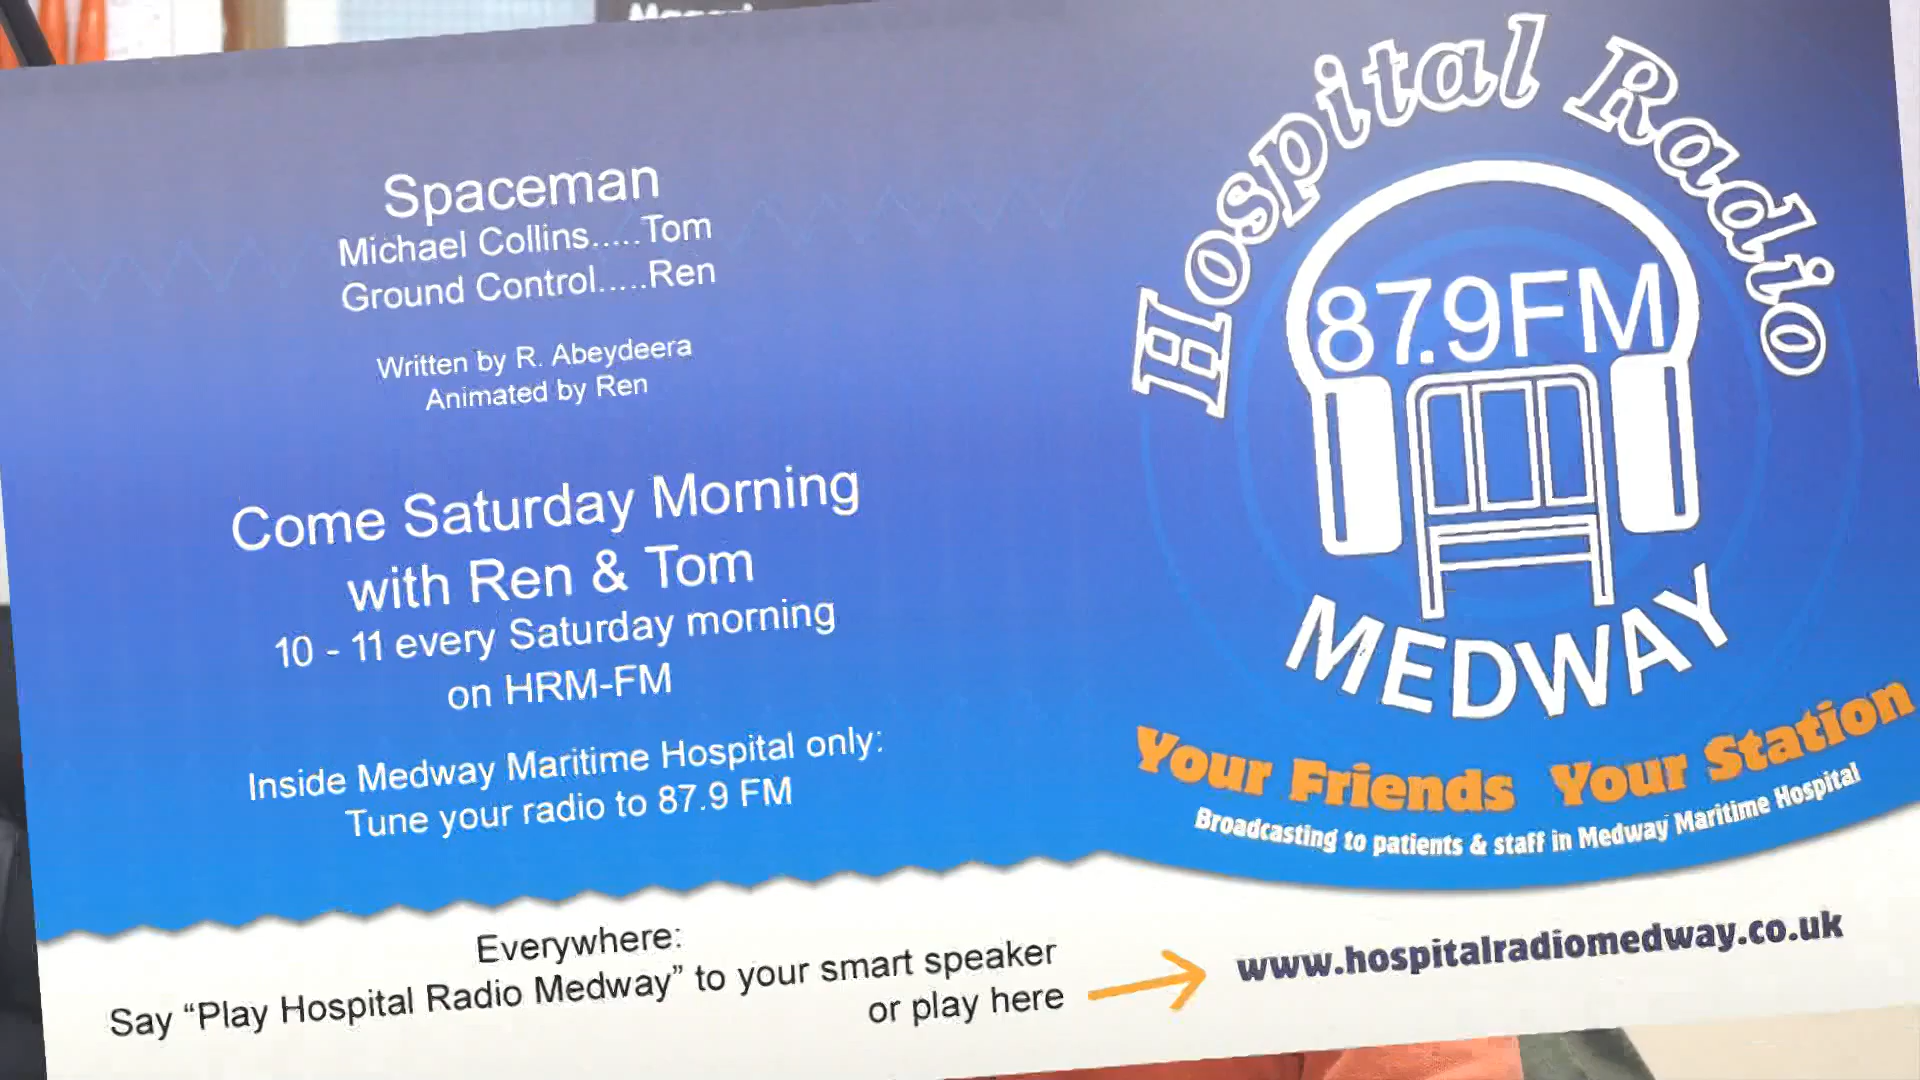 Spaceman
Michael Collins.....Tom
Ground Control.....Ren
Written by R. Abeydeera
Animated by Ren
Come Saturday Morning
with Ren & Tom
10 - 11 every Saturday morning
on HRM-FM
Inside Medway Maritime Hospital only:
Tune your radio to 87.9 FM
Everywhere:
Say “Play Hospital Radio Medway” to your smart speaker
or play here
Hospital Radio
87.9FM
MEDWAY
Your Friends Your Station
Broadcasting to patients & staff in Medway Maritime Hospital
www.hospitalradiomedway.co.uk